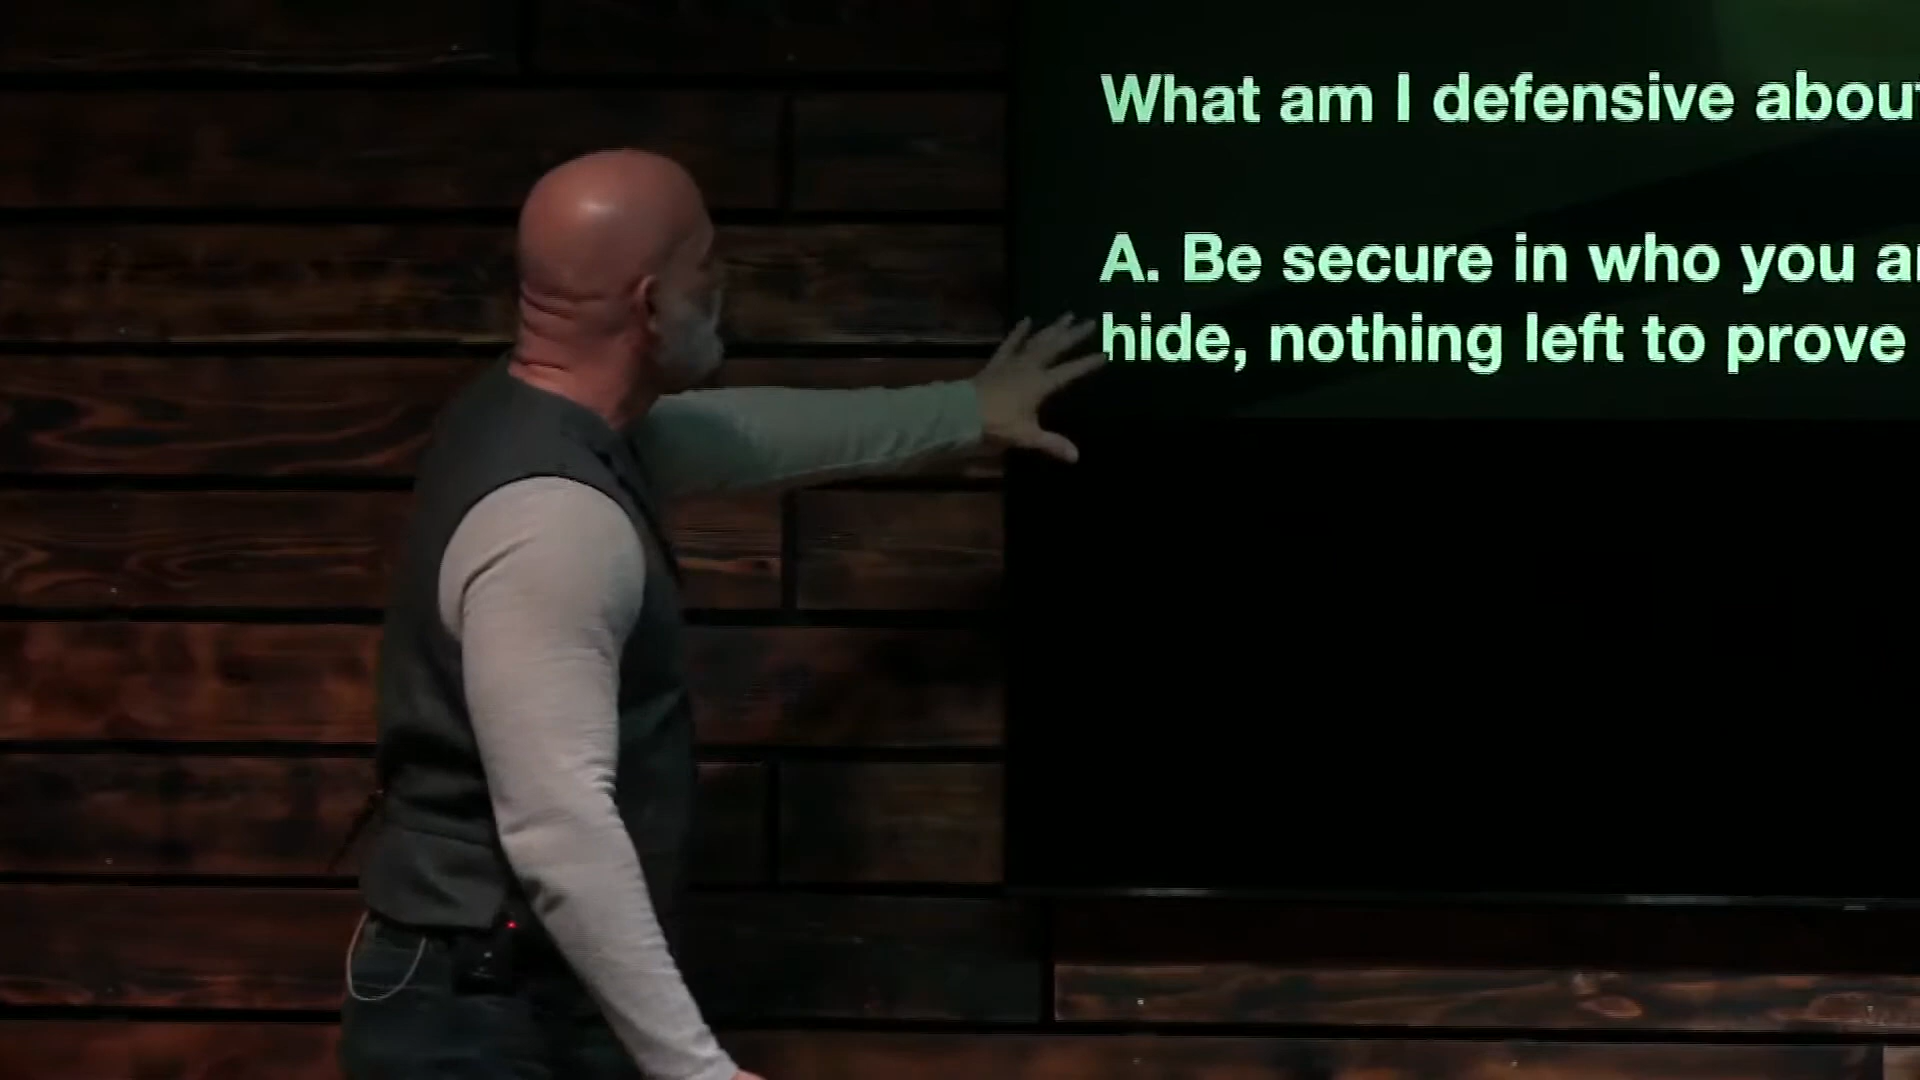 What am I defensive about
A. Be secure in who you
hide, nothing left to prove